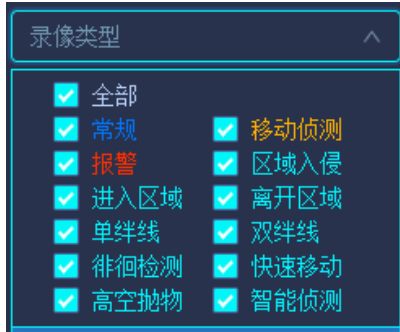 录像类型
全部
常规 移动侦测
报警 区域入侵
进入区域 离开区域
单绊线 双绊线
徘徊检测 快速移动
高空抛物 智能侦测